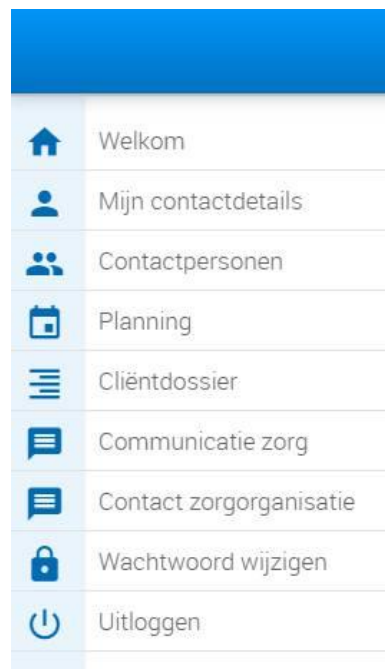 Welkom
Mijn contactdetails
Contactpersonen
Planning
Cliëntdossier
Communicatie zorg
Contact zorgorganisatie
Wachtwoord wijzigen
Uitloggen